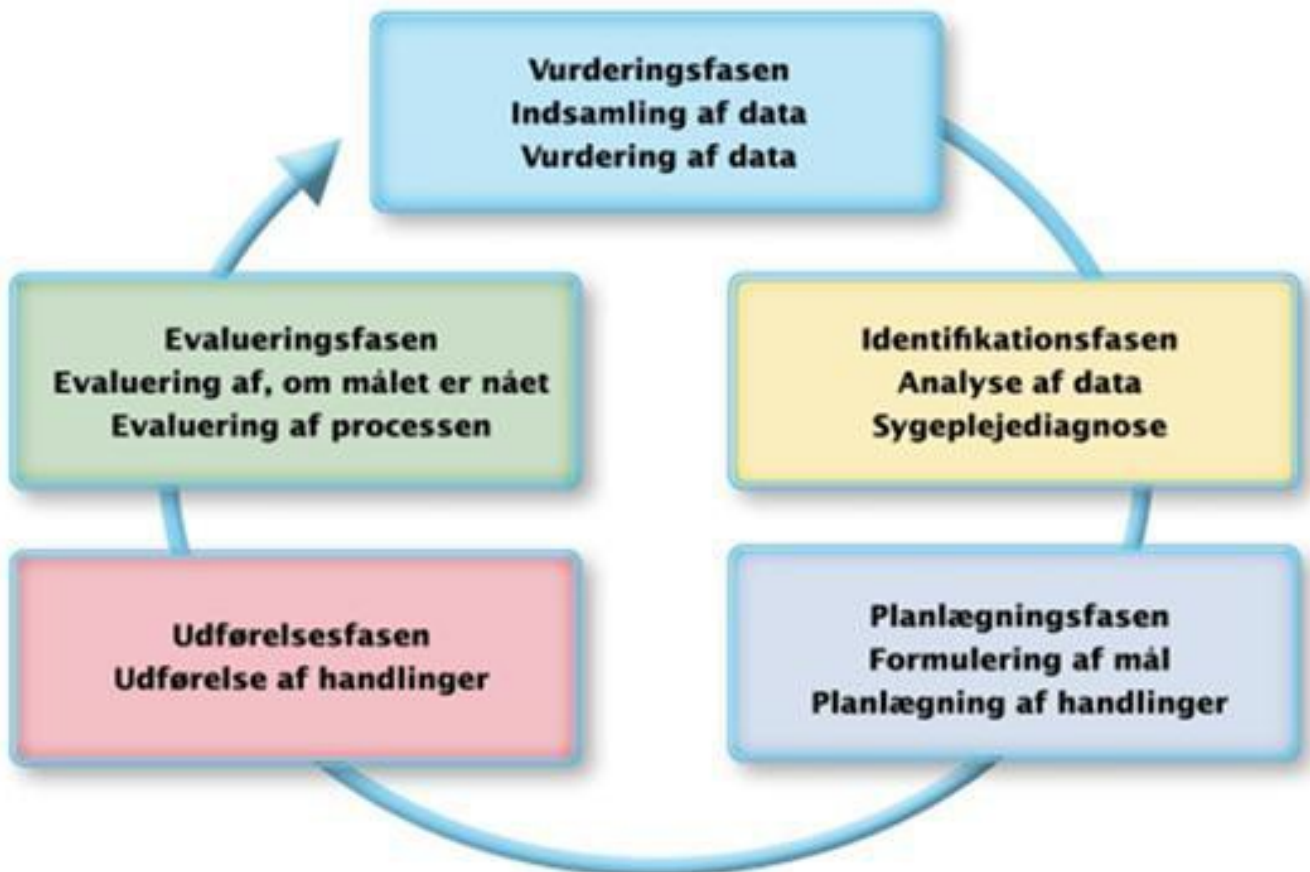 Vurderingsfasen
Indsamling af data
Vurdering af data
Identifikationsfasen
Analyse af data
Sygeplejediagnose
Planlægningsfasen
Formulering af mål
Planlægning af handlinger
Udførelsesfasen
Udførelse af handlinger
Evalueringsfasen
Evaluering af, om målet er nået
Evaluering af processen